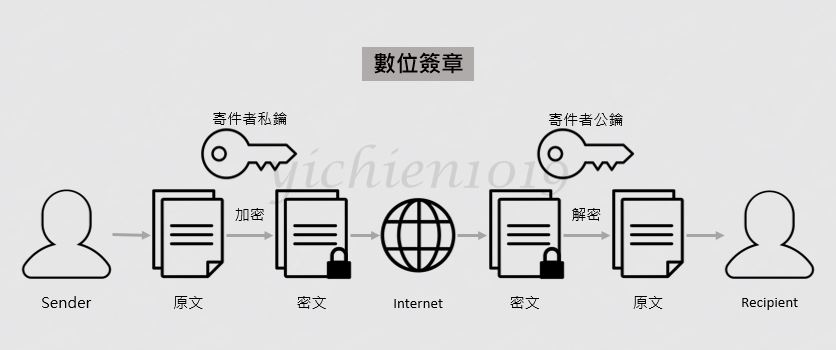 數位簽章
寄件者私鑰
寄件者公鑰
yichien1019
加密
解密
Sender
原文
密文
Internet
密文
原文
Recipient